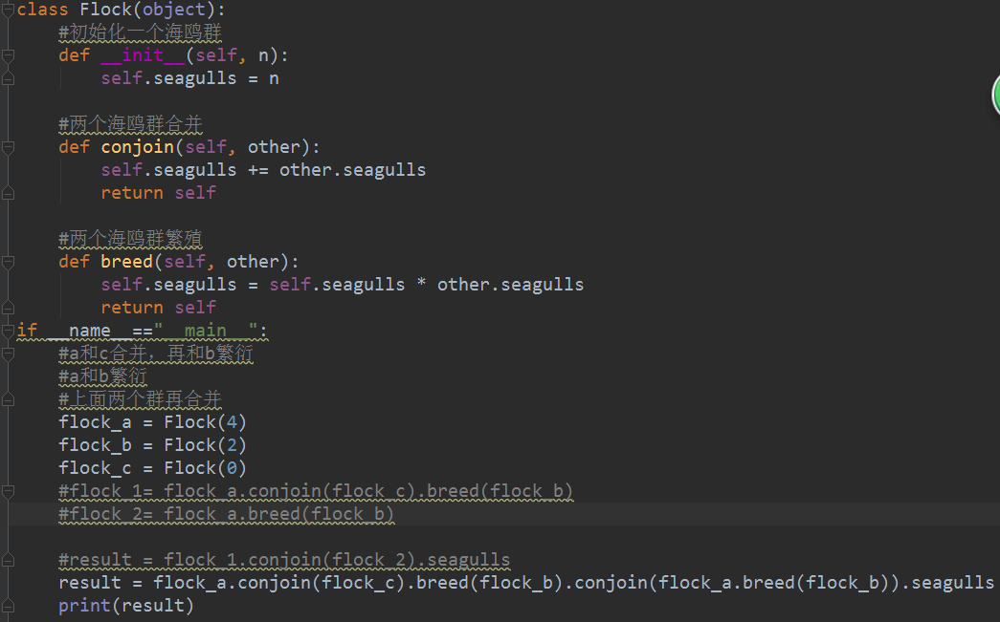 class Flock(object):
    #初始化一个海鸥群
    def __init__(self, n):
        self.seagulls = n
    #两个海鸥群合并
    def conjoin(self, other):
        self.seagulls += other.seagulls
        return self
    #两个海鸥群繁殖
    def breed(self, other):
        self.seagulls = self.seagulls * other.seagulls
        return self
if __name__=="__main__":
    #a和c合并，再和b繁衍
    #a和b繁衍
    #上面两个群再合并
    flock_a = Flock(4)
    flock_b = Flock(2)
    flock_c = Flock(0)
    #flock_1= flock_a.conjoin(flock_c).breed(flock_b)
    #flock_2= flock_a.breed(flock_b)
    #result = flock_1.conjoin(flock_2).seagulls
    result = flock_a.conjoin(flock_c).breed(flock_b).conjoin(flock_a.breed(flock_b)).seagulls
    print(result)